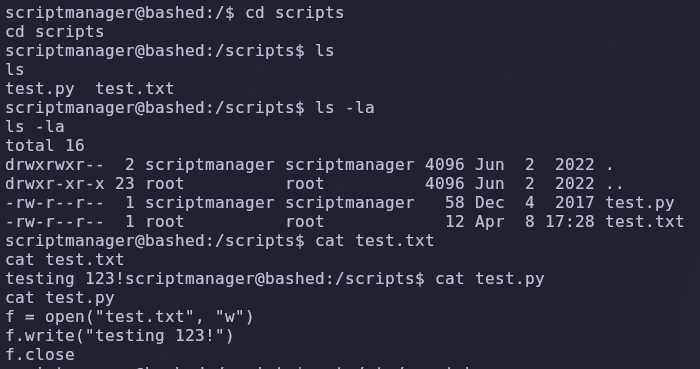 scriptmanager@bashed:/$ cd scripts
cd scripts
scriptmanager@bashed:/scripts$ ls
ls
test.py  test.txt
scriptmanager@bashed:/scripts$ ls -la
ls -la
total 16
drwxrwxr--  2 scriptmanager scriptmanager 4096 Jun  2  2022 .
drwxr-xr-x 23 root          root          4096 Jun  2  2022 ..
-rw-r--r--  1 scriptmanager scriptmanager   58 Dec  4  2017 test.py
-rw-r--r--  1 root          root            12 Apr  8 17:28 test.txt
scriptmanager@bashed:/scripts$ cat test.txt
cat test.txt
testing 123!scriptmanager@bashed:/scripts$ cat test.py
cat test.py
f = open("test.txt", "w")
f.write("testing 123!")
f.close